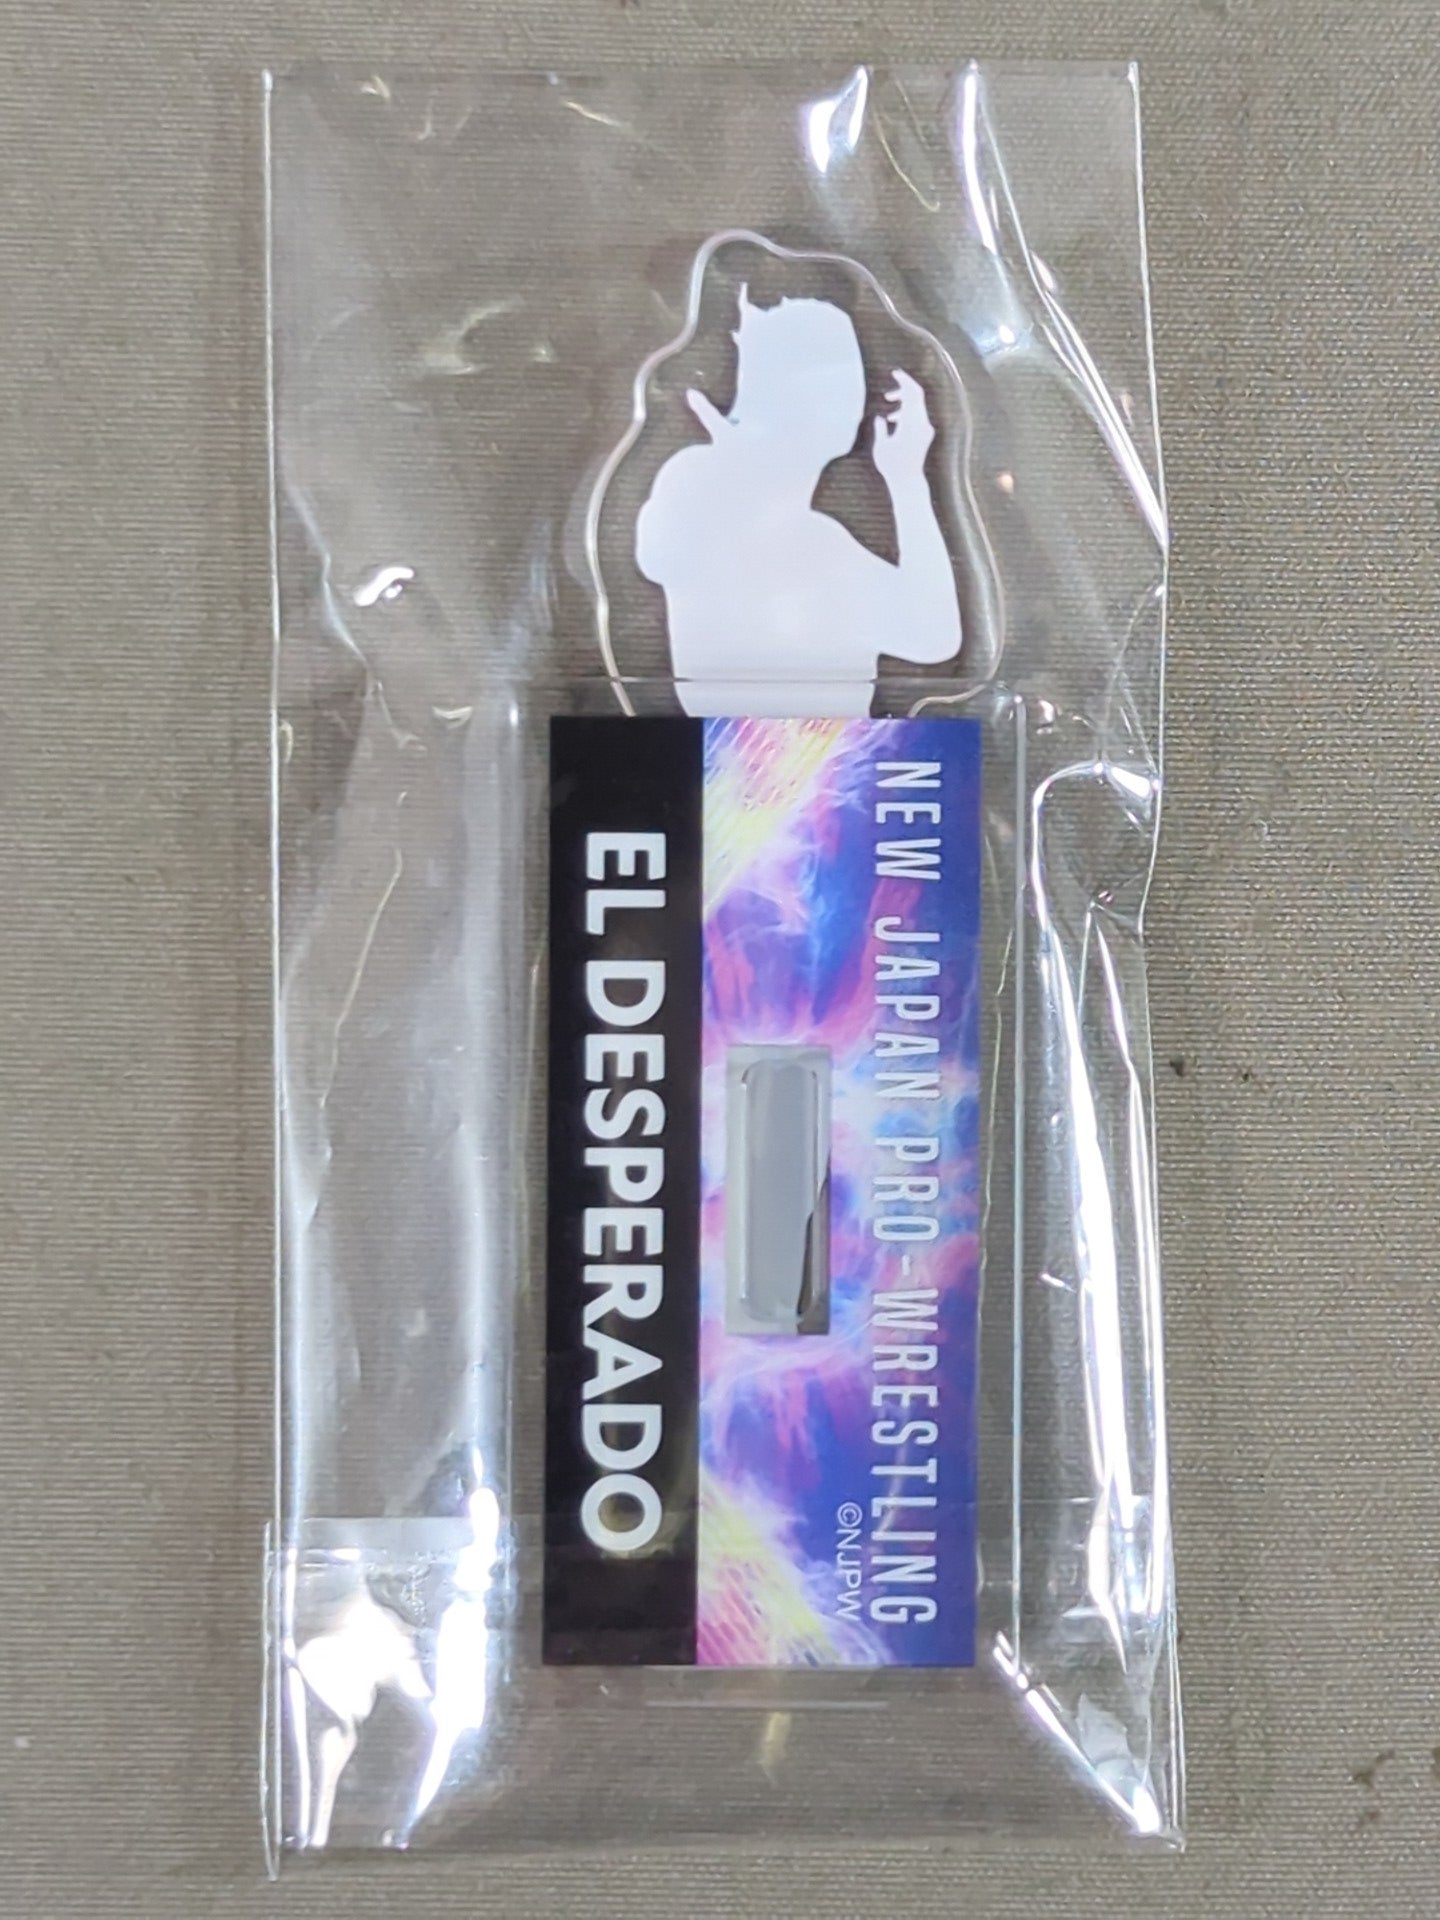 NEW JAPAN PRO-WRESTLING
©NJPW
EL DESPERADO